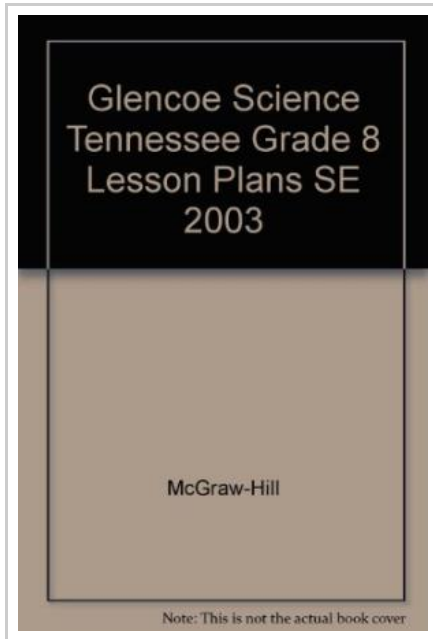 Glencoe Science
Tennessee Grade 8
Lesson Plans SE
2003
McGraw-Hill
Note: This is not the actual book cover